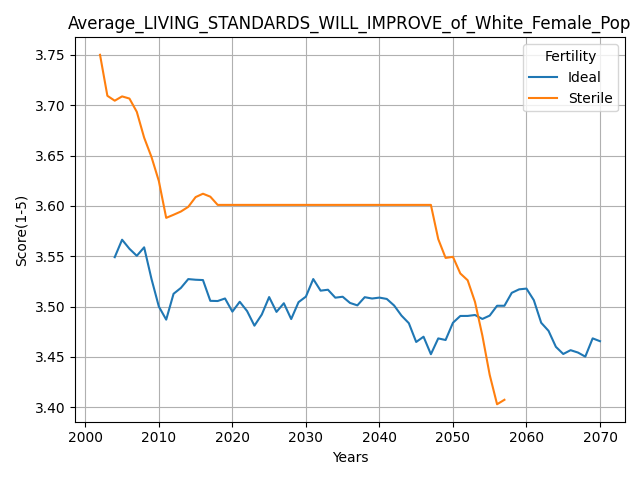 Average_LIVING_STANDARDS_WILL_IMPROVE_of_White_Female_Pop
Fertility
Ideal
Sterile
3.75
3.70
3.65
3.60
3.55
3.50
3.45
3.40
Score(1-5)
2000 2010 2020 2030 2040 2050 2060 2070
Years